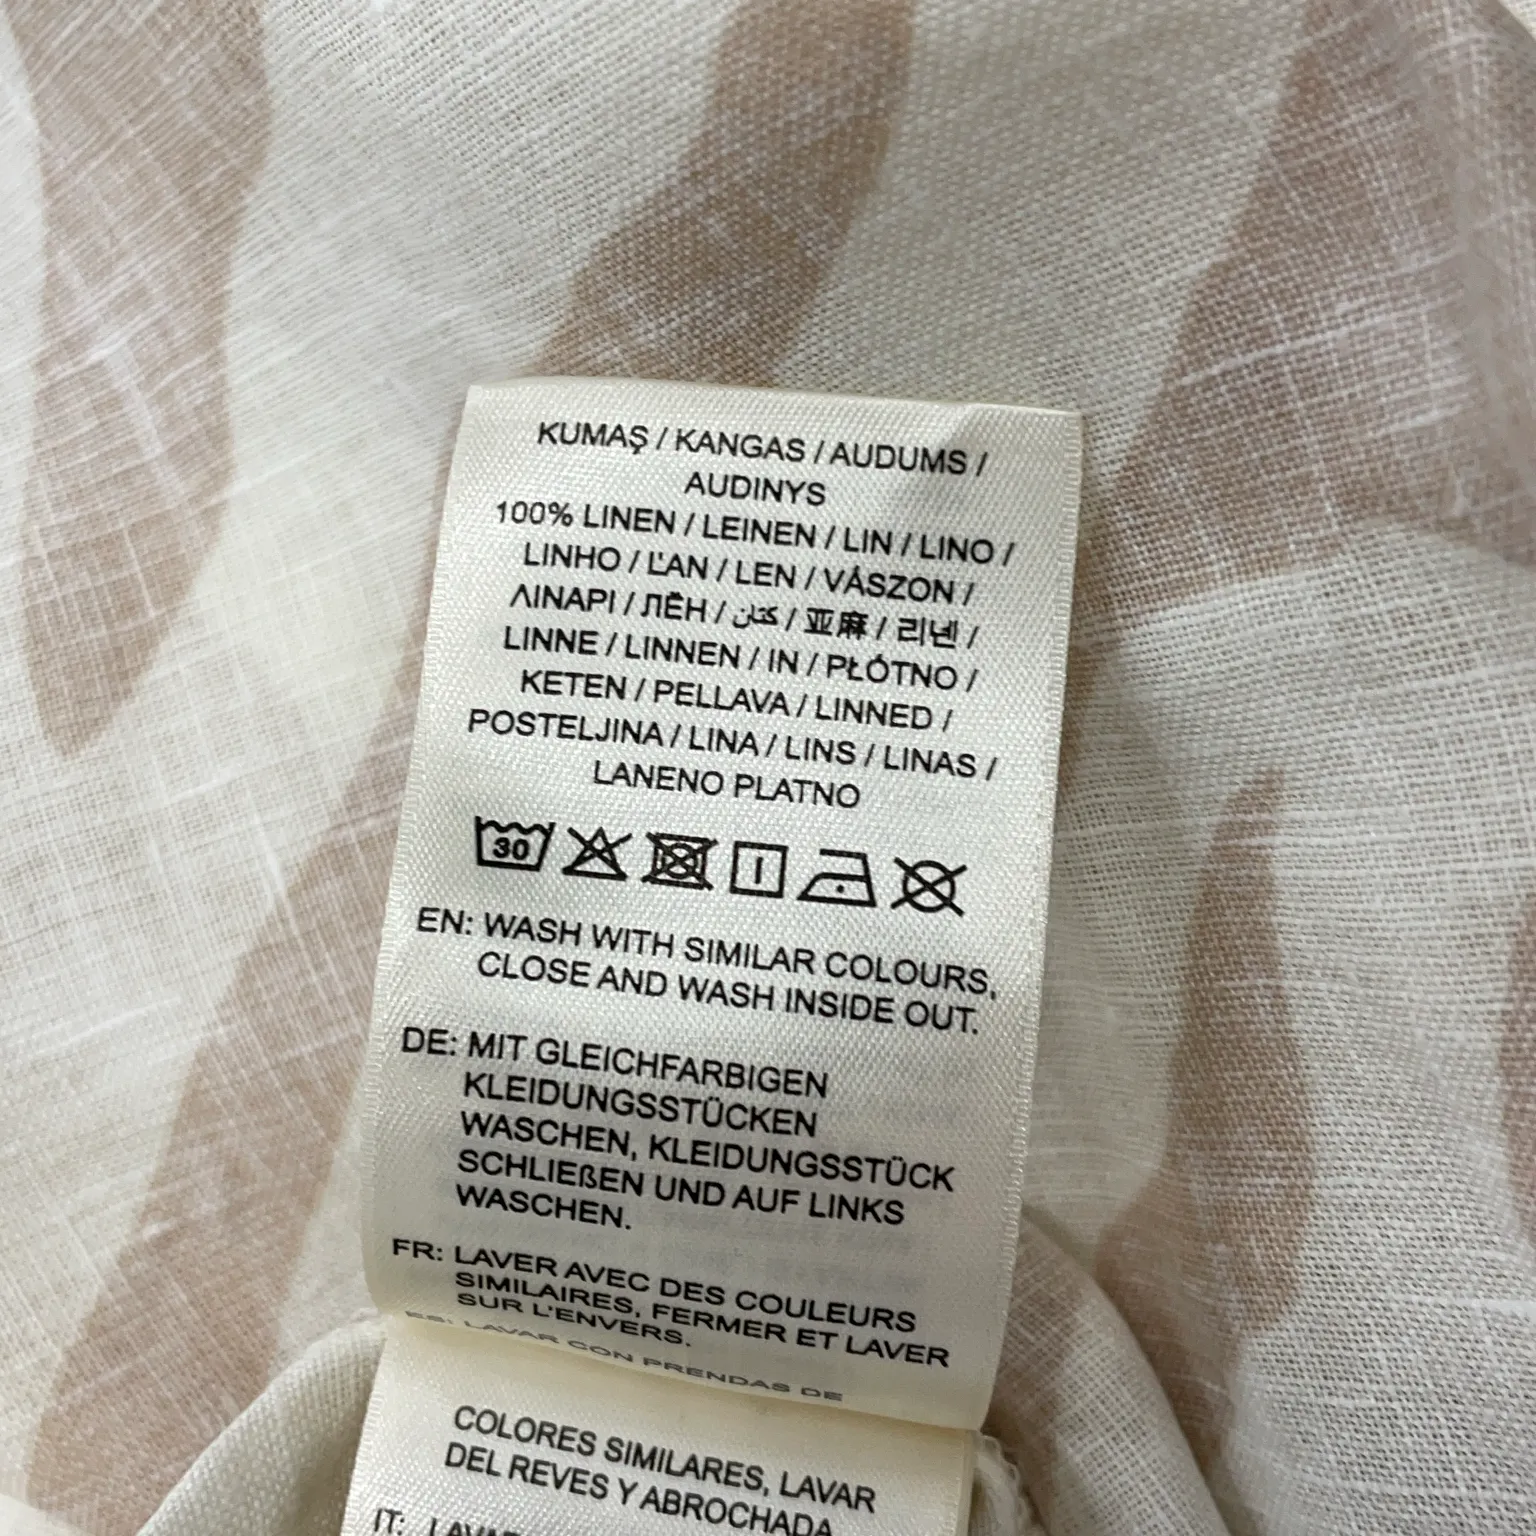 KUMAŞ / KANGAS / AUDUMS /
AUDINYS
100% LINEN / LEINEN / LIN / LINO /
LINHO / ĽAN / LEN / VÁSZON /
ΛΙΝΑΡΙ / ЛЁН / كتان / 亚麻 / 리넨 /
LINNE / LINNEN / IN / PŁÓTNO /
KETEN / PELLAVA / LINNED /
POSTELJINA / LINA / LINS / LINAS /
LANENO PLATNO
30
EN: WASH WITH SIMILAR COLOURS,
CLOSE AND WASH INSIDE OUT.
DE: MIT GLEICHFARBIGEN
KLEIDUNGSSTÜCKEN
WASCHEN, KLEIDUNGSSTÜCK
SCHLIEßEN UND AUF LINKS
WASCHEN.
FR: LAVER AVEC DES COULEURS
SIMILAIRES, FERMER ET LAVER
SUR L'ENVERS.
ES: LAVAR CON PRENDAS DE
COLORES SIMILARES, LAVAR
DEL REVES Y ABROCHADA
IT: